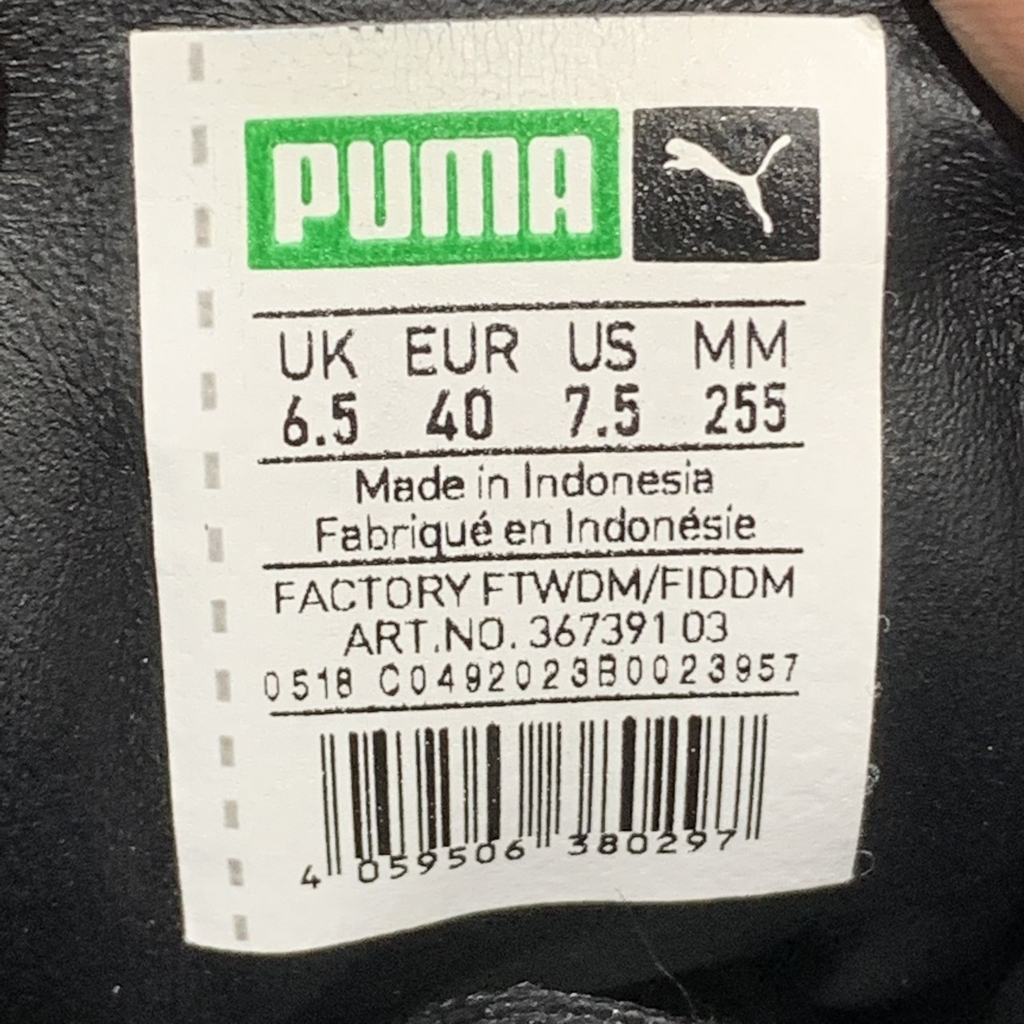 PUMA
UK EUR US MM
6.5 40 7.5 255
Made in Indonesia
Fabriqué en Indonésie
FACTORY FTWDM/FIDDM
ART.NO. 367391 03
0518 C0492023B0023957
4 059506 380297